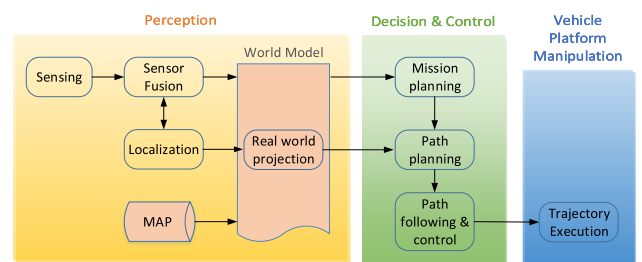 Perception
Decision & Control
Vehicle
Platform
Manipulation
World Model
Sensing
Sensor
Fusion
Mission
planning
Localization
Real world
projection
Path
planning
MAP
Path
following &
control
Trajectory
Execution